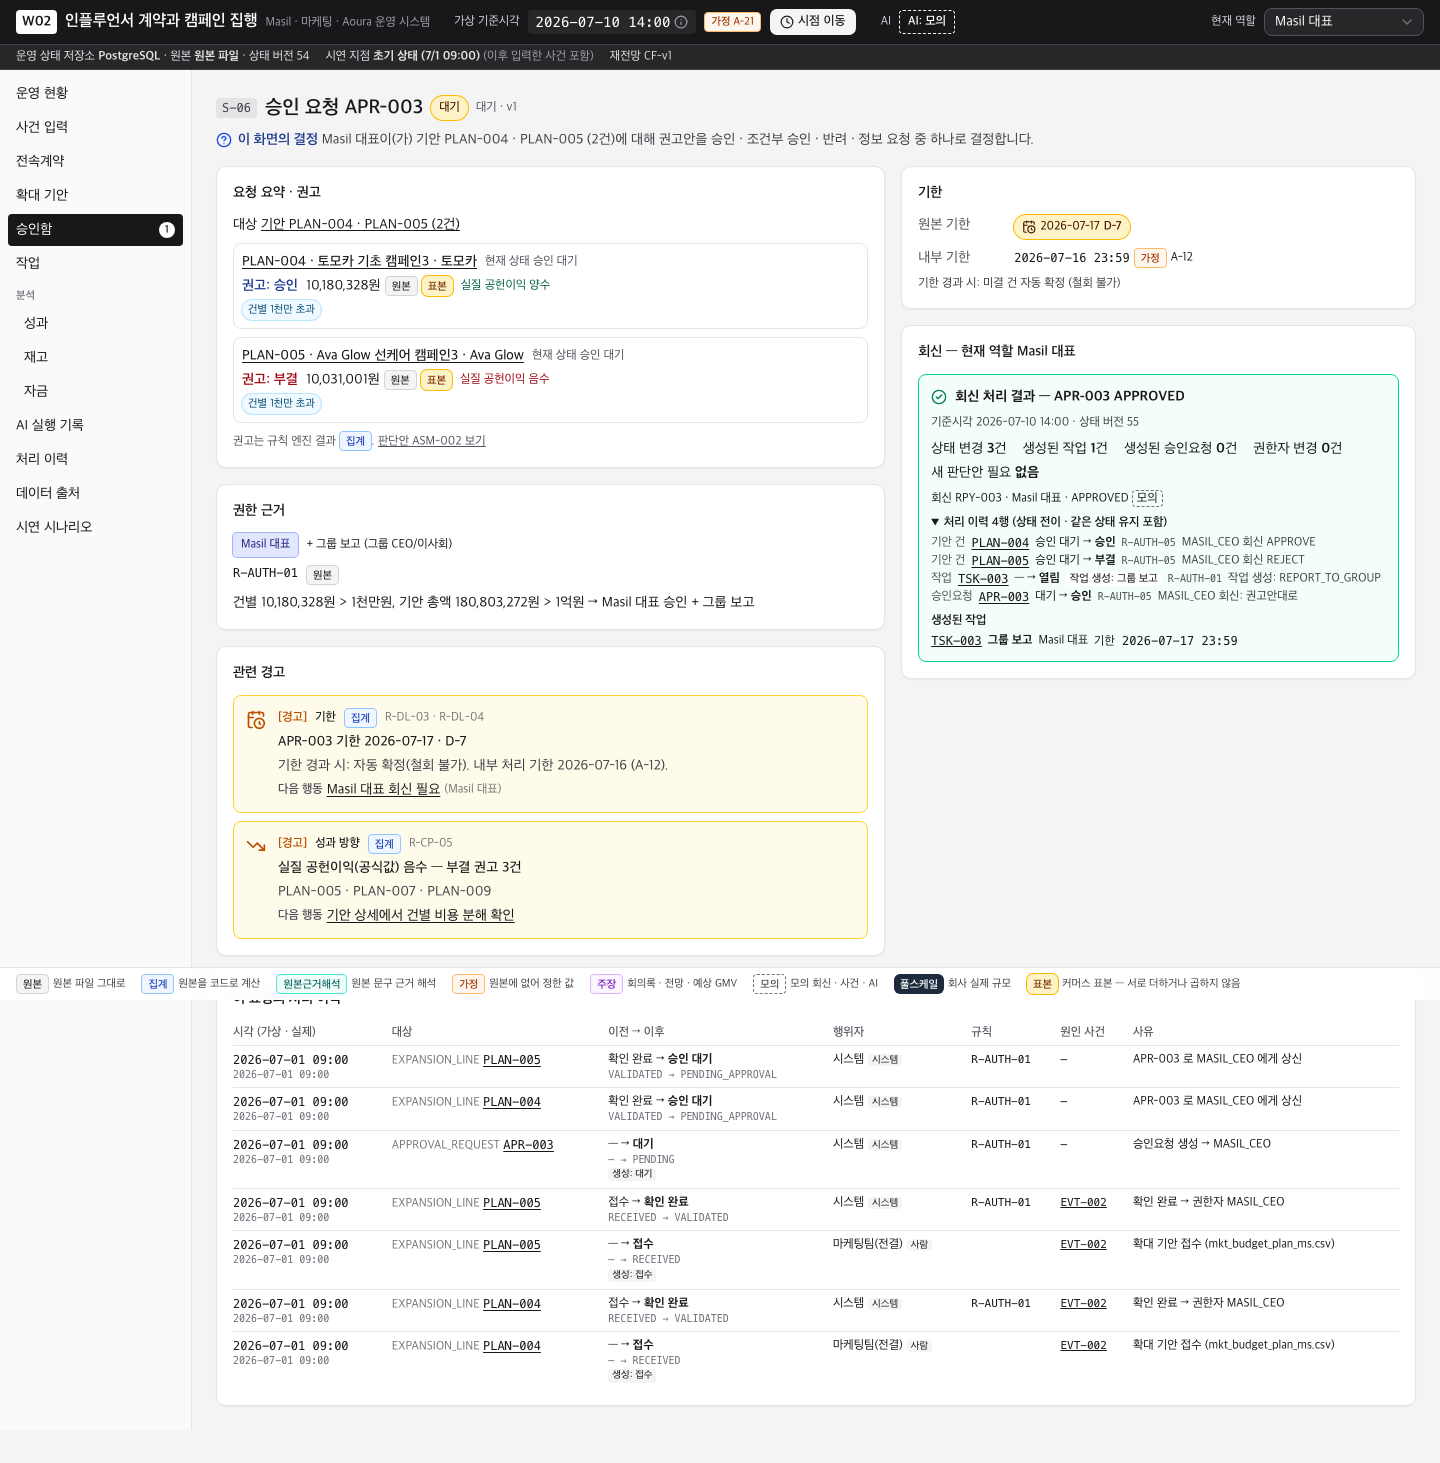 W02 인플루언서 계약과 캠페인 집행 Masil · 마케팅 · Aoura 운영 시스템 가상 기준시각 2026-07-10 14:00 가정 A-21 시점 이동 AI AI: 모의 현재 역할 Masil 대표
운영 상태 저장소 PostgreSQL · 원본 원본 파일 · 상태 버전 54 시연 지점 초기 상태 (7/1 09:00) (이후 입력한 사건 포함) 재전망 CF-v1
운영 현황
사건 입력
전속계약
확대 기안
승인함 1
작업
분석
성과
재고
자금
AI 실행 기록
처리 이력
데이터 출처
시연 시나리오
S-06 승인 요청 APR-003 대기 대기 · v1
이 화면의 결정 Masil 대표이(가) 기안 PLAN-004 · PLAN-005 (2건)에 대해 권고안을 승인 · 조건부 승인 · 반려 · 정보 요청 중 하나로 결정합니다.
요청 요약 · 권고
대상 기안 PLAN-004 · PLAN-005 (2건)
PLAN-004 · 토모카 기초 캠페인3 · 토모카 현재 상태 승인 대기
권고: 승인 10,180,328원 원본 표본 실질 공헌이익 양수
건별 1천만 초과
PLAN-005 · Ava Glow 선케어 캠페인3 · Ava Glow 현재 상태 승인 대기
권고: 부결 10,031,001원 원본 표본 실질 공헌이익 음수
건별 1천만 초과
권고는 규칙 엔진 결과 집계 . 판단안 ASM-002 보기
권한 근거
Masil 대표 + 그룹 보고 (그룹 CEO/이사회)
R-AUTH-01 원본
건별 10,180,328원 > 1천만원, 기안 총액 180,803,272원 > 1억원 → Masil 대표 승인 + 그룹 보고
관련 경고
[경고] 기한 집계 R-DL-03 · R-DL-04
APR-003 기한 2026-07-17 · D-7
기한 경과 시: 자동 확정(철회 불가). 내부 처리 기한 2026-07-16 (A-12).
다음 행동 Masil 대표 회신 필요 (Masil 대표)
[경고] 성과 방향 집계 R-CP-05
실질 공헌이익(공식값) 음수 — 부결 권고 3건
PLAN-005 · PLAN-007 · PLAN-009
다음 행동 기안 상세에서 건별 비용 분해 확인
기한
원본 기한 2026-07-17 D-7
내부 기한 2026-07-16 23:59 가정 A-12
기한 경과 시: 미결 건 자동 확정 (철회 불가)
회신 — 현재 역할 Masil 대표
회신 처리 결과 — APR-003 APPROVED
기준시각 2026-07-10 14:00 · 상태 버전 55
상태 변경 3건 생성된 작업 1건 생성된 승인요청 0건 권한자 변경 0건
새 판단안 필요 없음
회신 RPY-003 · Masil 대표 · APPROVED 모의
▼ 처리 이력 4행 (상태 전이 · 같은 상태 유지 포함)
기안 건 PLAN-004 승인 대기 → 승인 R-AUTH-05 MASIL_CEO 회신 APPROVE
기안 건 PLAN-005 승인 대기 → 부결 R-AUTH-05 MASIL_CEO 회신 REJECT
작업 TSK-003 — → 열림 작업 생성: 그룹 보고 R-AUTH-01 작업 생성: REPORT_TO_GROUP
승인요청 APR-003 대기 → 승인 R-AUTH-05 MASIL_CEO 회신: 권고안대로
생성된 작업
TSK-003 그룹 보고 Masil 대표 기한 2026-07-17 23:59
원본 원본 파일 그대로 집계 원본을 코드로 계산 원본근거해석 원본 문구 근거 해석 가정 원본에 없어 정한 값 주장 회의록 · 전망 · 예상 GMV 모의 모의 회신 · 사건 · AI 풀스케일 회사 실제 규모 표본 커머스 표본 — 서로 더하거나 곱하지 않음
시각 (가상 · 실제) 대상 이전 → 이후 행위자 규칙 원인 사건 사유
2026-07-01 09:00 EXPANSION_LINE PLAN-005 확인 완료 → 승인 대기 시스템 시스템 R-AUTH-01 — APR-003 로 MASIL_CEO 에게 상신
2026-07-01 09:00 VALIDATED → PENDING_APPROVAL
2026-07-01 09:00 EXPANSION_LINE PLAN-004 확인 완료 → 승인 대기 시스템 시스템 R-AUTH-01 — APR-003 로 MASIL_CEO 에게 상신
2026-07-01 09:00 VALIDATED → PENDING_APPROVAL
2026-07-01 09:00 APPROVAL_REQUEST APR-003 — → 대기 시스템 시스템 R-AUTH-01 — 승인요청 생성 → MASIL_CEO
2026-07-01 09:00 — → PENDING
생성: 대기
2026-07-01 09:00 EXPANSION_LINE PLAN-005 접수 → 확인 완료 시스템 시스템 R-AUTH-01 EVT-002 확인 완료 → 권한자 MASIL_CEO
2026-07-01 09:00 RECEIVED → VALIDATED
2026-07-01 09:00 EXPANSION_LINE PLAN-005 — → 접수 마케팅팀(전결) 사람 EVT-002 확대 기안 접수 (mkt_budget_plan_ms.csv)
2026-07-01 09:00 — → RECEIVED
생성: 접수
2026-07-01 09:00 EXPANSION_LINE PLAN-004 접수 → 확인 완료 시스템 시스템 R-AUTH-01 EVT-002 확인 완료 → 권한자 MASIL_CEO
2026-07-01 09:00 RECEIVED → VALIDATED
2026-07-01 09:00 EXPANSION_LINE PLAN-004 — → 접수 마케팅팀(전결) 사람 EVT-002 확대 기안 접수 (mkt_budget_plan_ms.csv)
2026-07-01 09:00 — → RECEIVED
생성: 접수